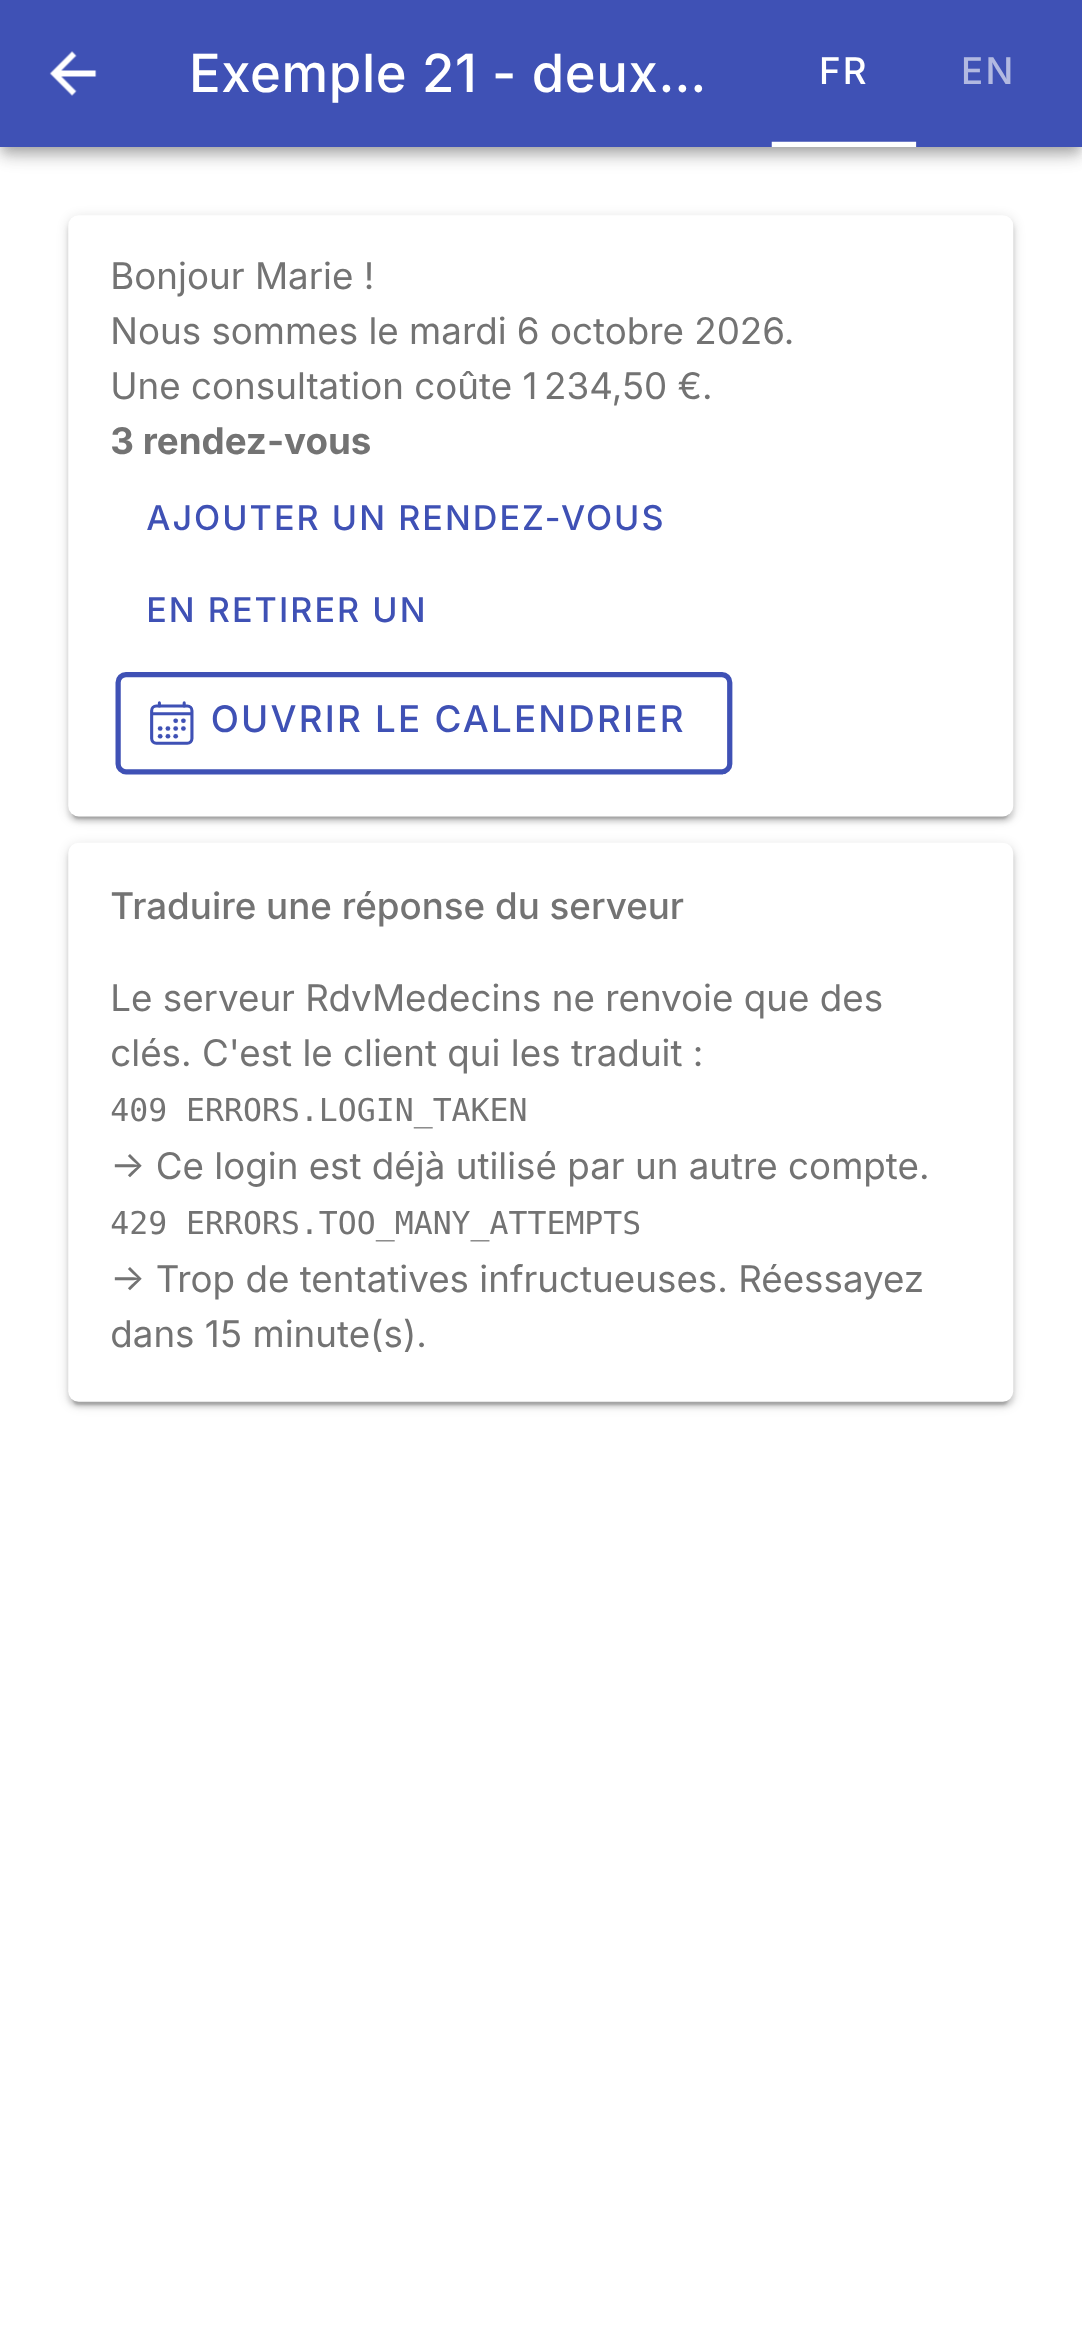 Exemple 21 - deux...
FR
EN
Bonjour Marie !
Nous sommes le mardi 6 octobre 2026.
Une consultation coûte 1 234,50 €.
3 rendez-vous
AJOUTER UN RENDEZ-VOUS
EN RETIRER UN
OUVRIR LE CALENDRIER
Traduire une réponse du serveur
Le serveur RdvMedecins ne renvoie que des
clés. C'est le client qui les traduit :
409 ERRORS.LOGIN_TAKEN
→ Ce login est déjà utilisé par un autre compte.
429 ERRORS.TOO_MANY_ATTEMPTS
→ Trop de tentatives infructueuses. Réessayez
dans 15 minute(s).